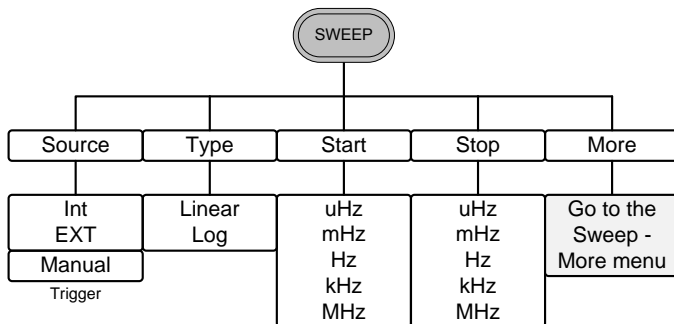 SWEEP
Source
Type
Start
Stop
More
Int
EXT
Manual
Trigger
Linear
Log
uHz
mHz
Hz
kHz
MHz
uHz
mHz
Hz
kHz
MHz
Go to the
Sweep -
More menu